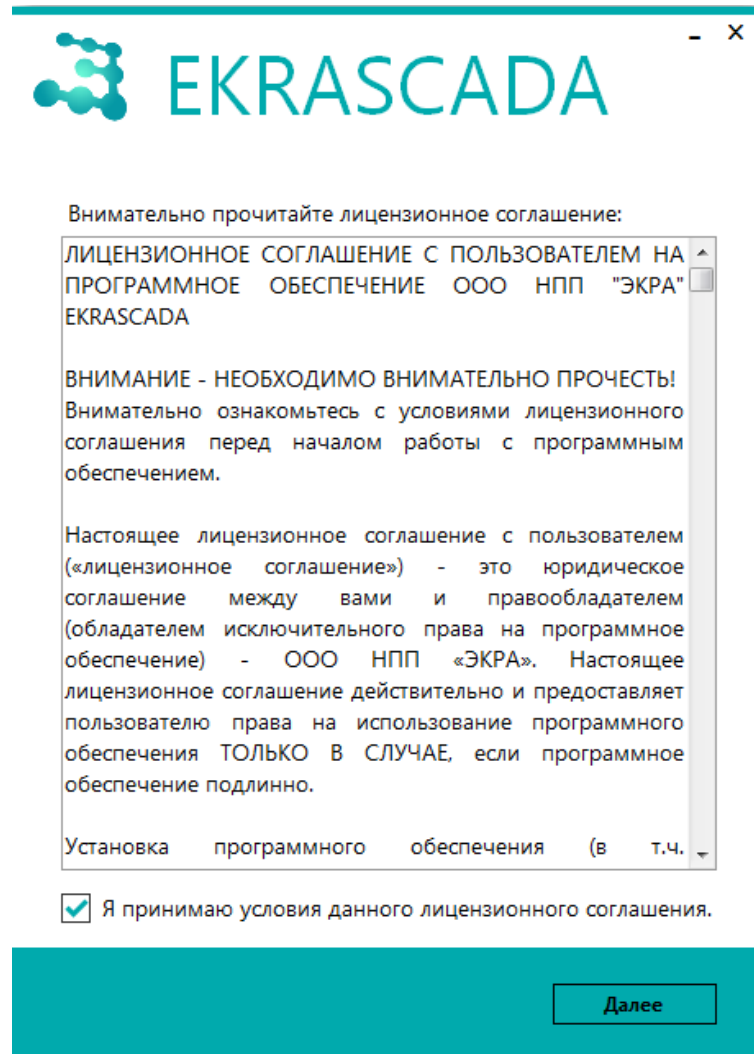 EKRASCADA
Внимательно прочитайте лицензионное соглашение:
ЛИЦЕНЗИОННОЕ СОГЛАШЕНИЕ С ПОЛЬЗОВАТЕЛЕМ НА
ПРОГРАММНОЕ ОБЕСПЕЧЕНИЕ ООО НПП "ЭКРА"
EKRASCADA
ВНИМАНИЕ - НЕОБХОДИМО ВНИМАТЕЛЬНО ПРОЧЕСТЬ!
Внимательно ознакомьтесь с условиями лицензионного
соглашения перед началом работы с программным
обеспечением.
Настоящее лицензионное соглашение с пользователем
(«лицензионное соглашение») - это юридическое
соглашение между вами и правообладателем
(обладателем исключительного права на программное
обеспечение) - ООО НПП «ЭКРА». Настоящее
лицензионное соглашение действительно и предоставляет
пользователю права на использование программного
обеспечения ТОЛЬКО В СЛУЧАЕ, если программное
обеспечение подлинно.
Установка программного обеспечения (в т.ч.
Я принимаю условия данного лицензионного соглашения.
Далее